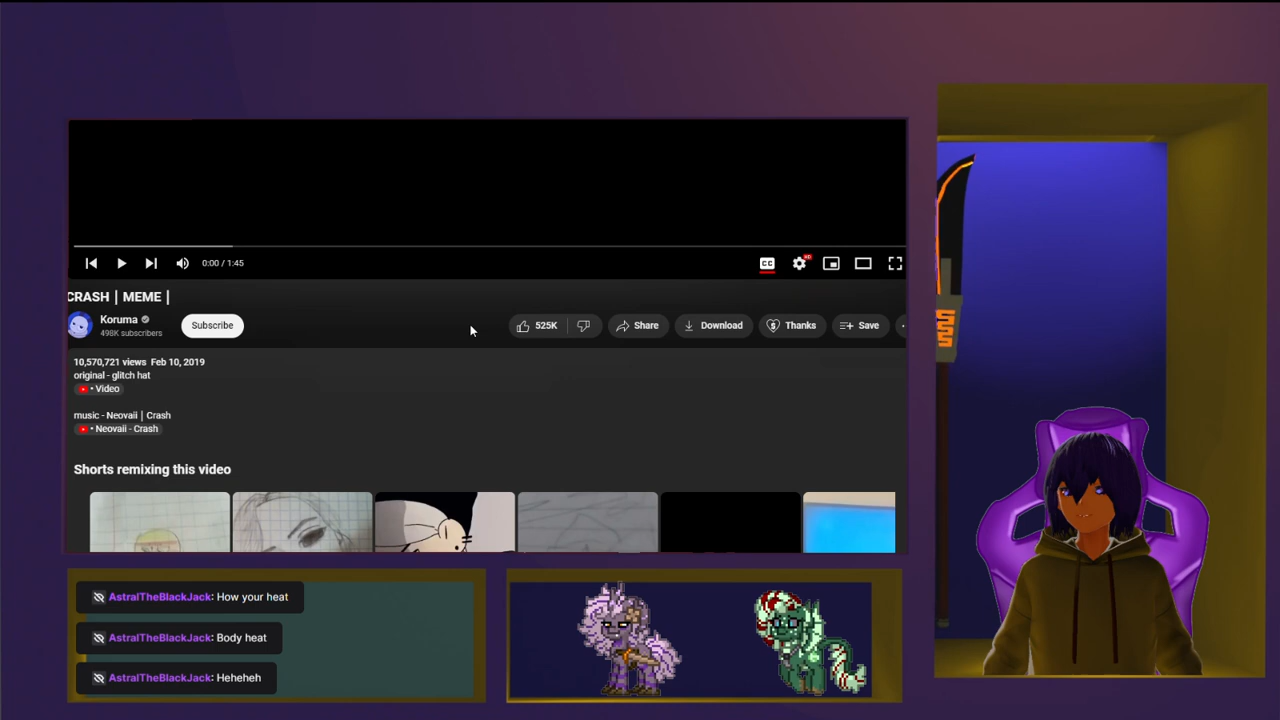 0:00 / 1:45
CC
HD
CRASH | MEME |
Koruma
498K subscribers
Subscribe
525K
Share
Download
Thanks
Save
10,570,721 views Feb 10, 2019
original - glitch hat
• Video
music - Neovaii | Crash
• Neovaii - Crash
Shorts remixing this video
AstralTheBlackJack: How your heat
AstralTheBlackJack: Body heat
AstralTheBlackJack: Heheheh